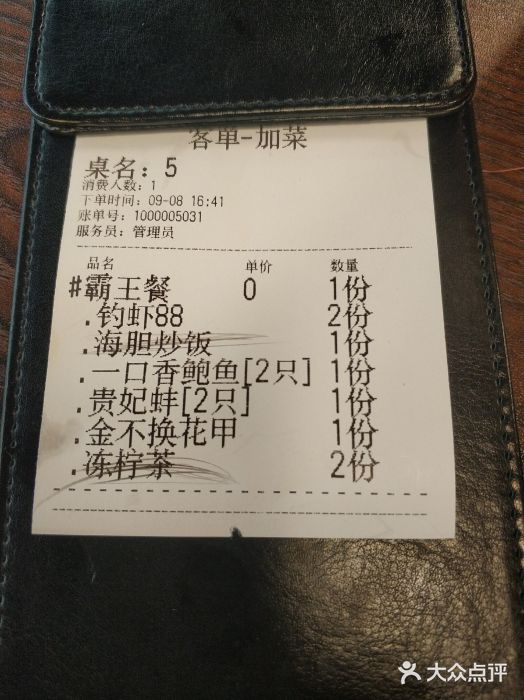 客单-加菜
桌名：5
消费人数：1
下单时间：09-08 16:41
账单号：1000005031
服务员：管理员
品名 单价 数量
#霸王餐 0 1份
.钓虾88 2份
.海胆炒饭 1份
.一口香鲍鱼[2只] 1份
.贵妃蚌[2只] 1份
.金不换花甲 1份
.冻柠茶 2份
大众点评